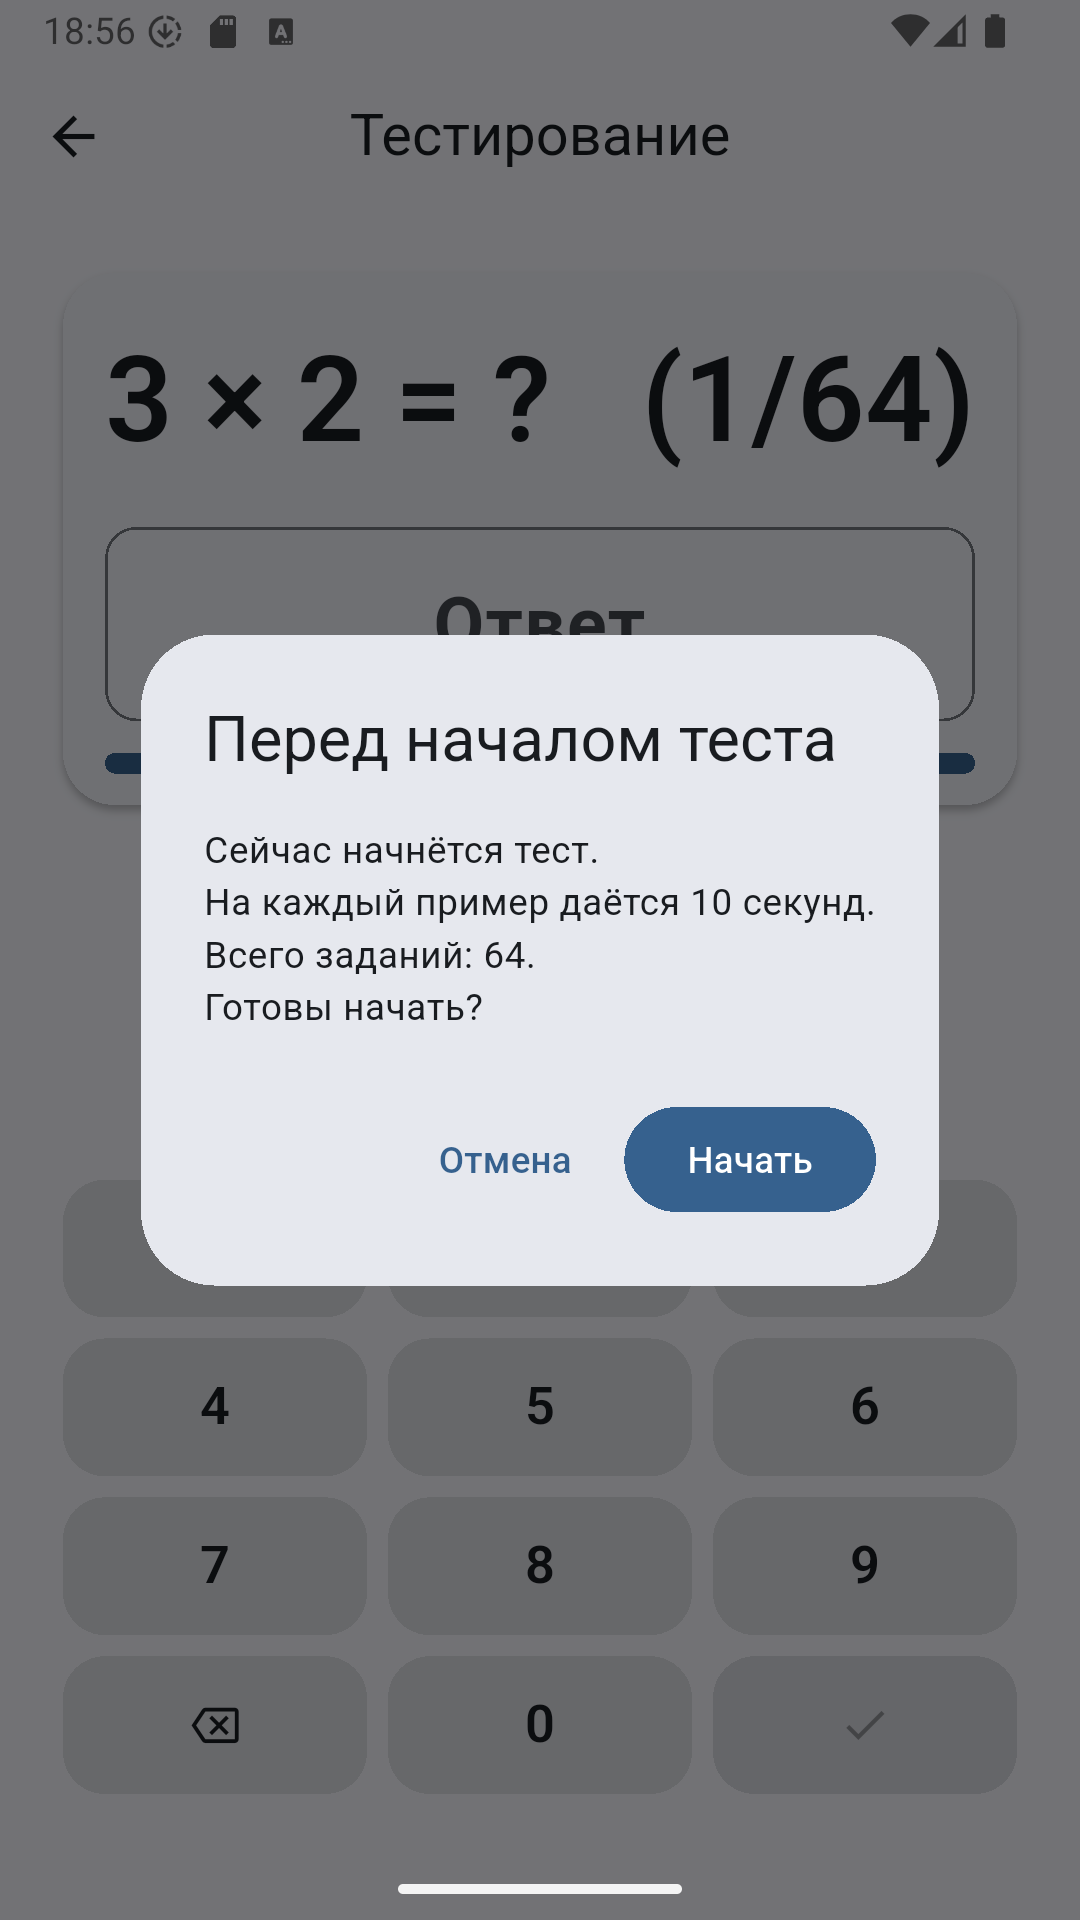 18:56
Тестирование
3 × 2 = ? (1/64)
Ответ
Перед началом теста
Сейчас начнётся тест.
На каждый пример даётся 10 секунд.
Всего заданий: 64.
Готовы начать?
Отмена Начать
4 5 6
7 8 9
0